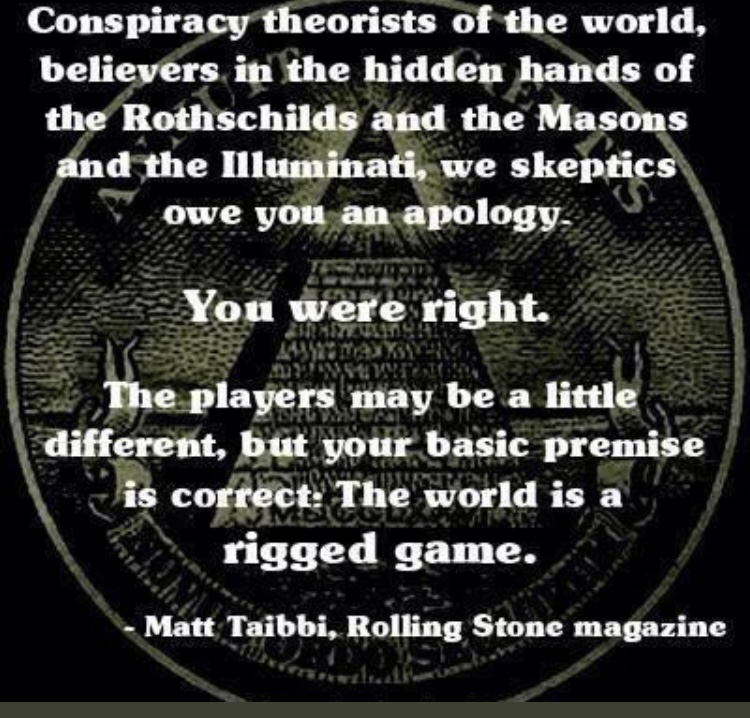 Conspiracy theorists of the world,
believers in the hidden hands of
the Rothschilds and the Masons
and the Illuminati, we skeptics
owe you an apology.
You were right.
The players may be a little
different, but your basic premise
is correct: The world is a
rigged game.
- Matt Taibbi, Rolling Stone magazine